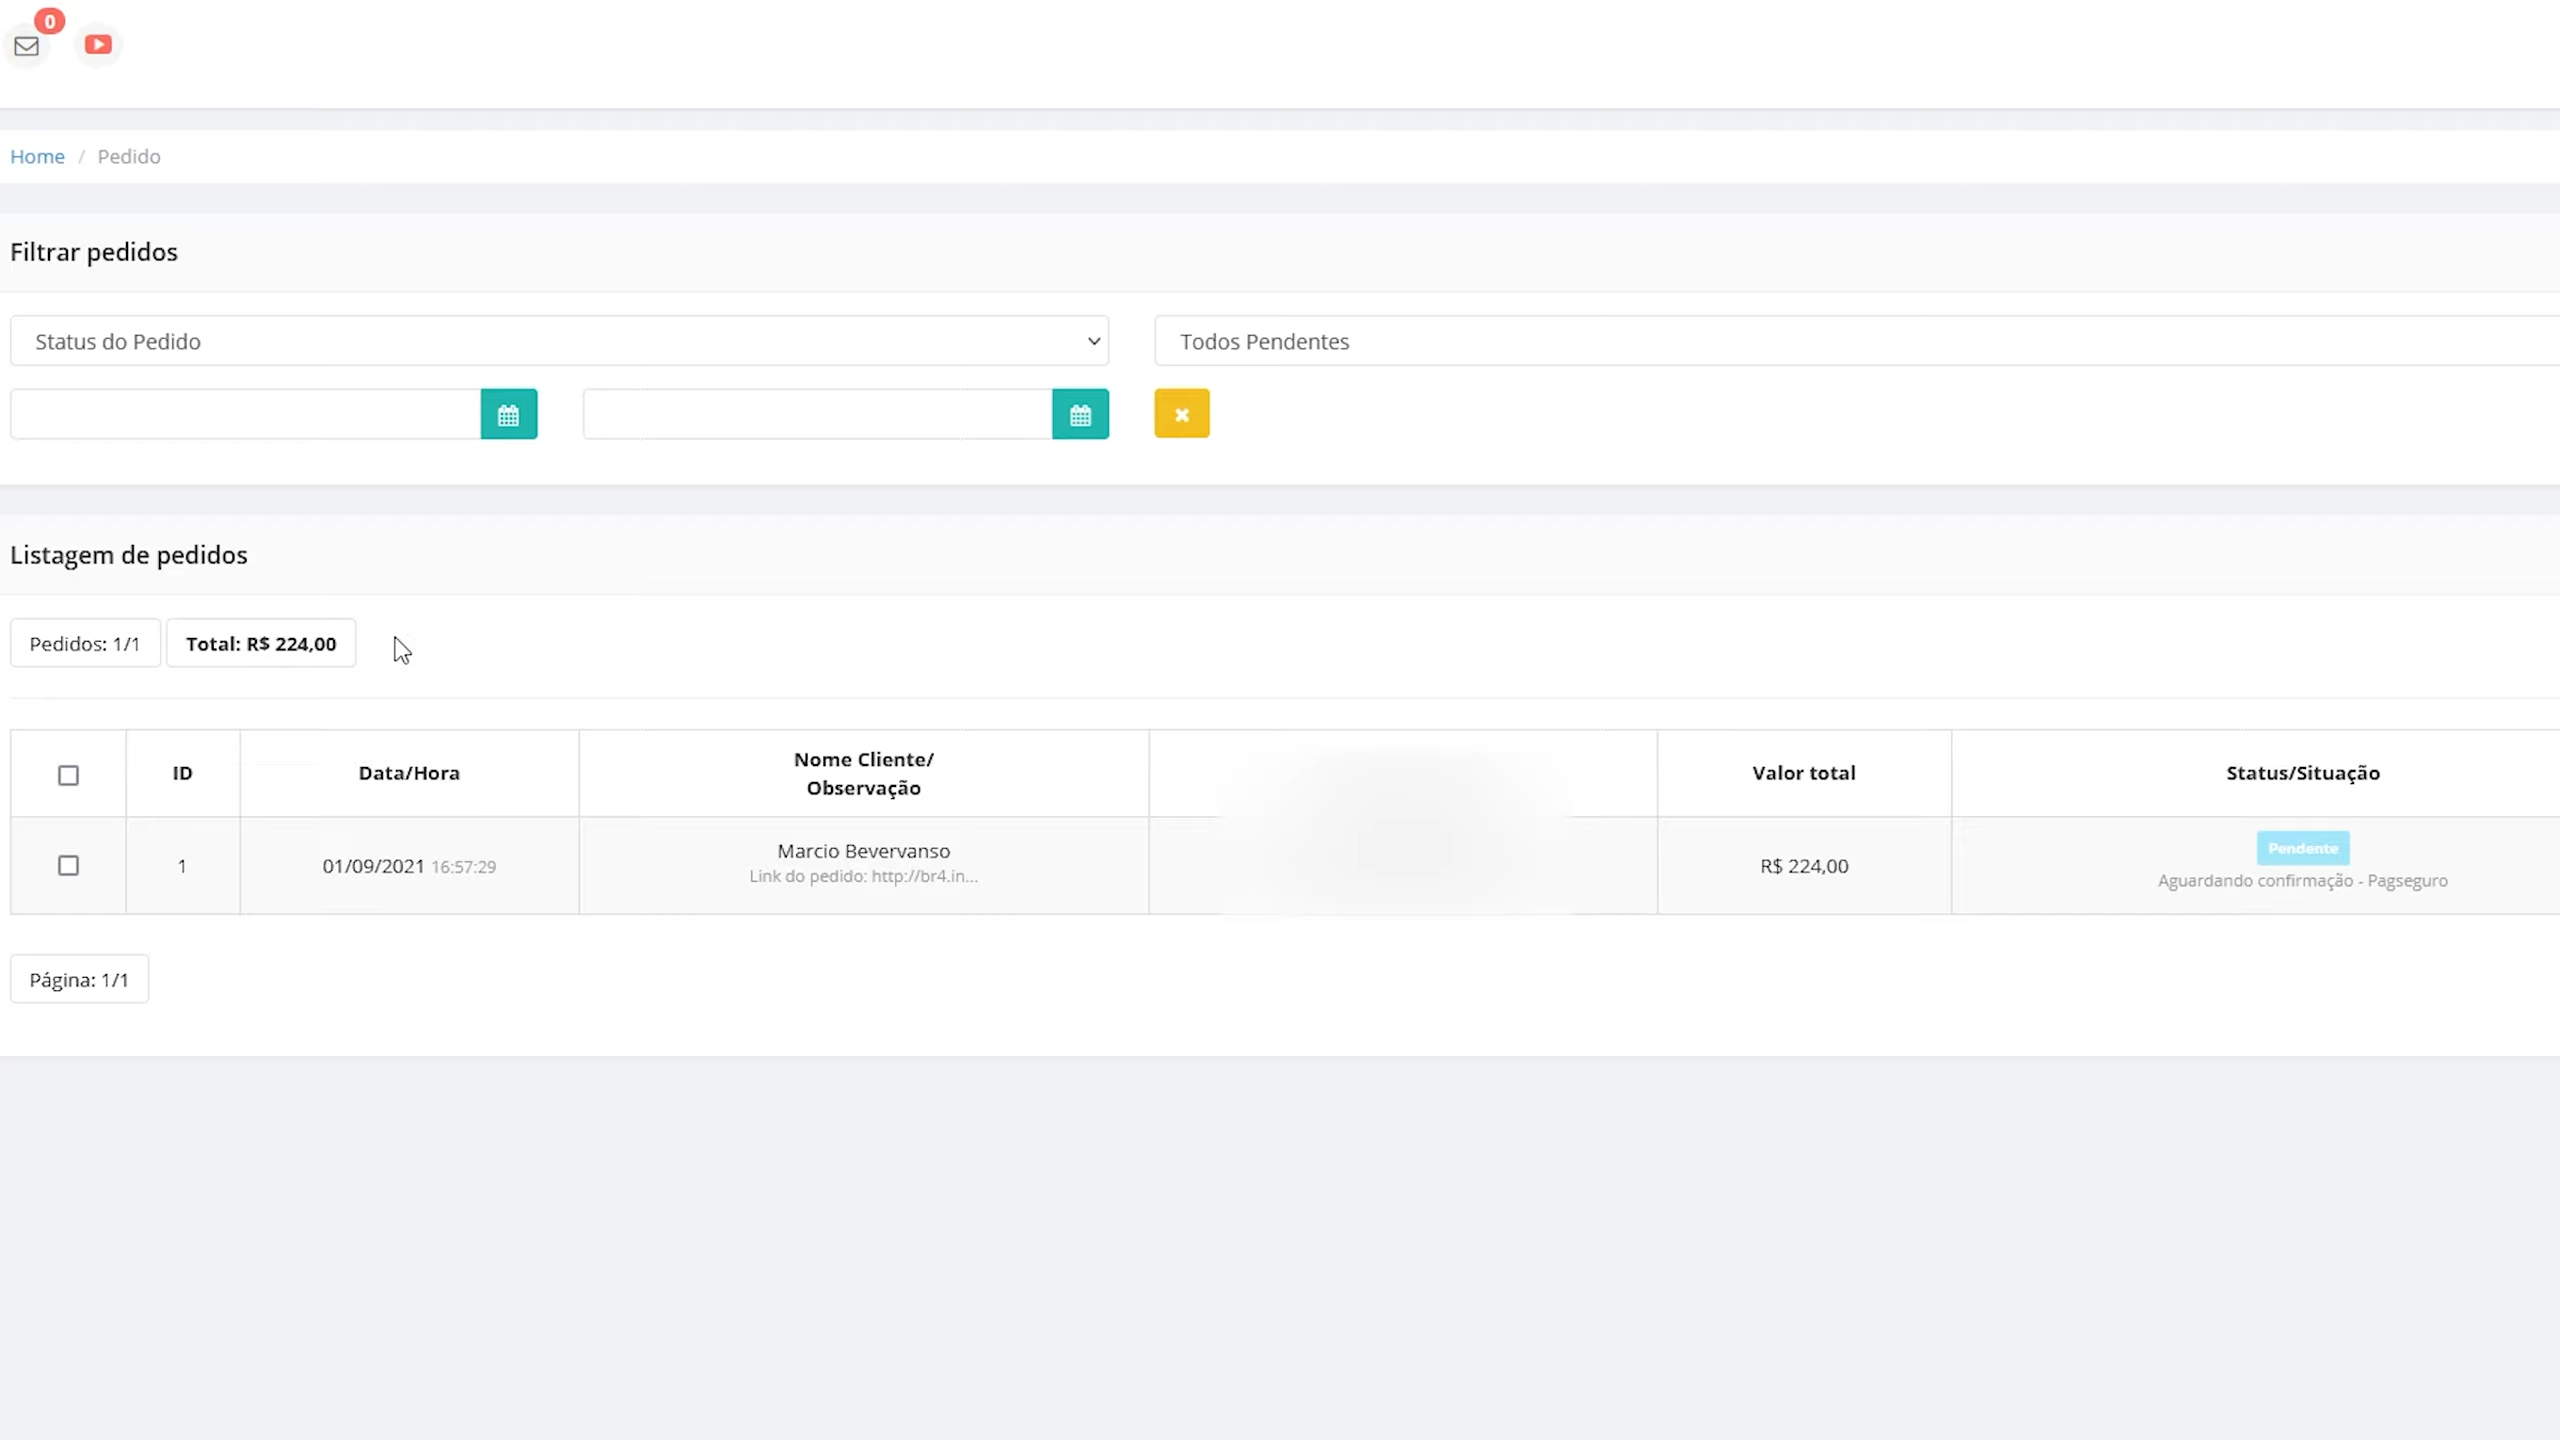 0
Home / Pedido
Filtrar pedidos
Status do Pedido
Todos Pendentes
Listagem de pedidos
Pedidos: 1/1
Total: R$ 224,00
ID
Data/Hora
Nome Cliente/
Observação
Valor total
Status/Situação
1
01/09/2021 16:57:29
Marcio Bevervanso
Link do pedido: http://br4.in...
R$ 224,00
Pendente
Aguardando confirmação - Pagseguro
Página: 1/1